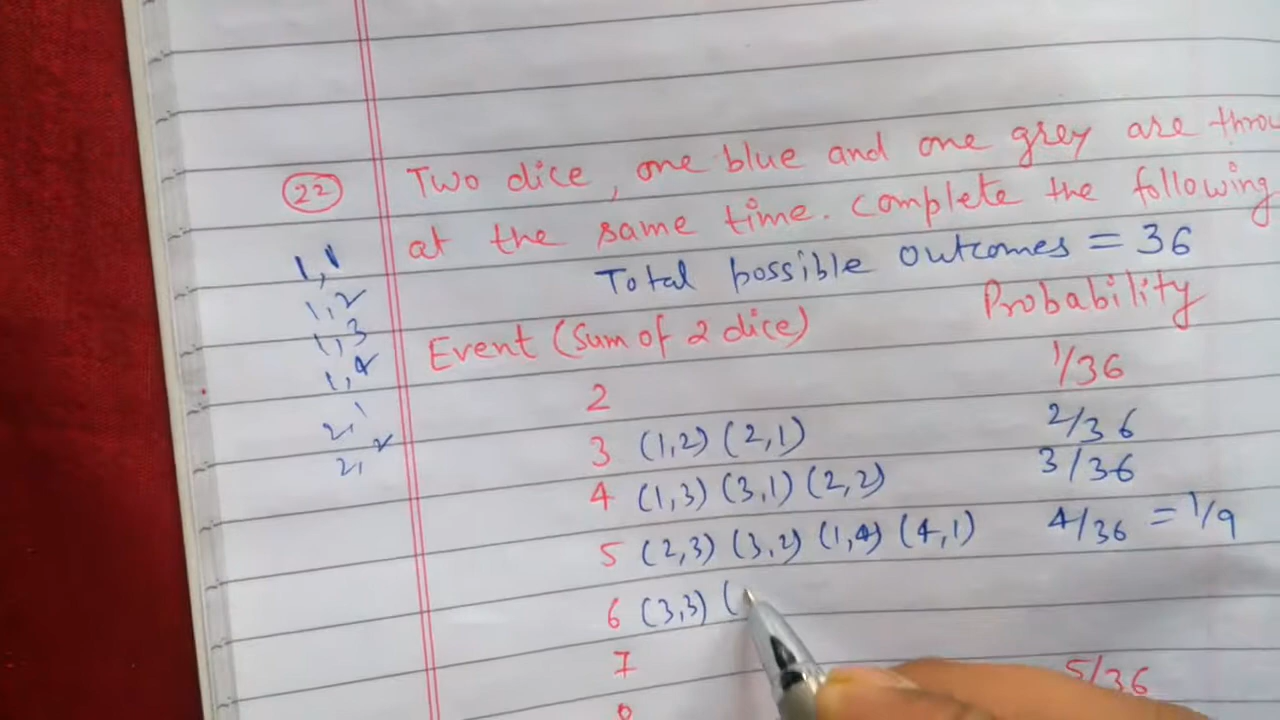 22 Two dice, one blue and one grey are
at the same time. Complete the following
Total possible outcomes = 36
Event (Sum of 2 dice) Probability
2 1/36
3 (1,2) (2,1) 2/36
4 (1,3) (3,1) (2,2) 3/36
5 (2,3) (3,2) (1,4) (4,1) 4/36 = 1/9
6 (3,3) (
7
5/36
1,1
1,2
1,3
1,4
2,1
2,2